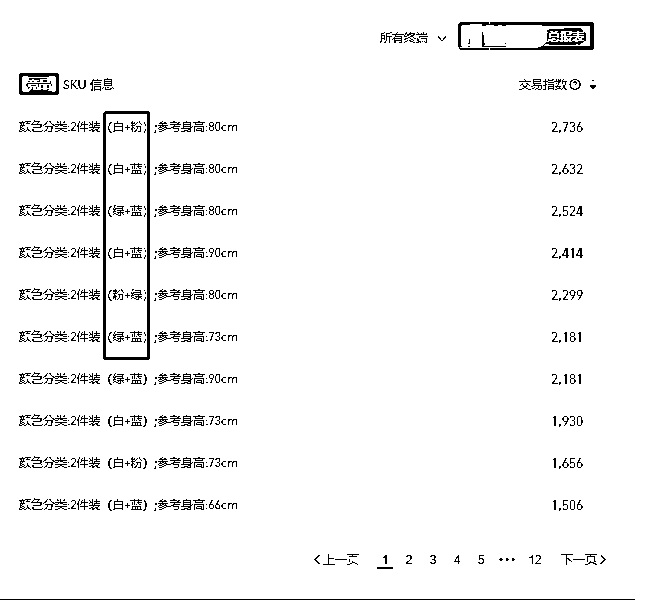 所有终端 总报表
竞品 SKU 信息 交易指数
颜色分类:2件装（白+粉）;参考身高:80cm 2,736
颜色分类:2件装（白+蓝）;参考身高:80cm 2,632
颜色分类:2件装（绿+蓝）;参考身高:80cm 2,524
颜色分类:2件装（白+蓝）;参考身高:90cm 2,414
颜色分类:2件装（粉+绿）;参考身高:80cm 2,299
颜色分类:2件装（绿+蓝）;参考身高:73cm 2,181
颜色分类:2件装（绿+蓝）;参考身高:90cm 2,181
颜色分类:2件装（白+蓝）;参考身高:73cm 1,930
颜色分类:2件装（白+粉）;参考身高:73cm 1,656
颜色分类:2件装（白+蓝）;参考身高:66cm 1,506
<上一页 1 2 3 4 5 ··· 12 下一页>